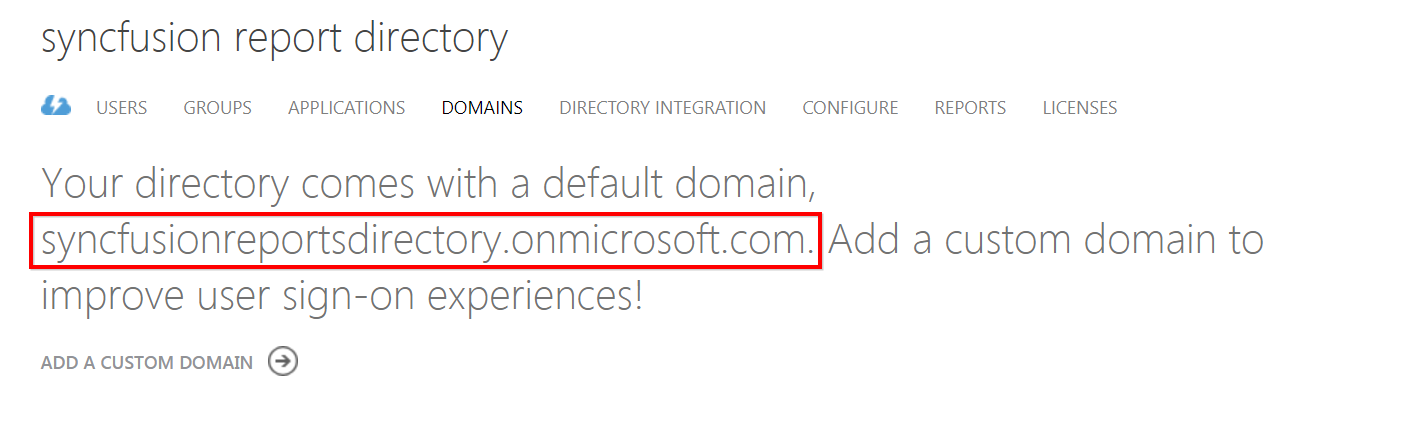 syncfusion report directory
USERS GROUPS APPLICATIONS DOMAINS DIRECTORY INTEGRATION CONFIGURE REPORTS LICENSES
Your directory comes with a default domain,
syncfusionreportsdirectory.onmicrosoft.com. Add a custom domain to
improve user sign-on experiences!
ADD A CUSTOM DOMAIN